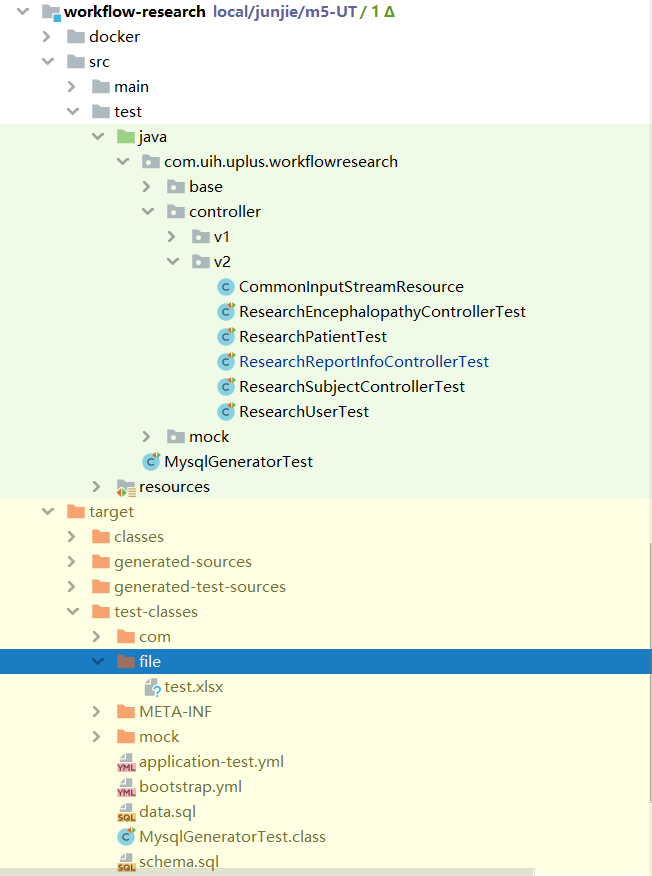 workflow-research local/junjie/m5-UT / 1 Δ
docker
src
main
test
java
com.uih.uplus.workflowresearch
base
controller
v1
v2
CommonInputStreamResource
ResearchEncephalopathyControllerTest
ResearchPatientTest
ResearchReportInfoControllerTest
ResearchSubjectControllerTest
ResearchUserTest
mock
MysqlGeneratorTest
resources
target
classes
generated-sources
generated-test-sources
test-classes
com
file
test.xlsx
META-INF
mock
application-test.yml
bootstrap.yml
data.sql
MysqlGeneratorTest.class
schema.sql